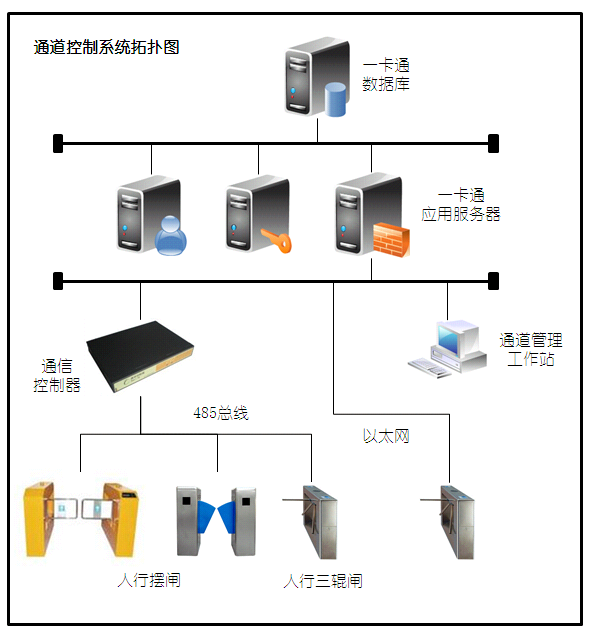 通道控制系统拓扑图
一卡通
数据库
一卡通
应用服务器
通信
控制器
通道管理
工作站
485总线
以太网
人行摆闸
人行三辊闸